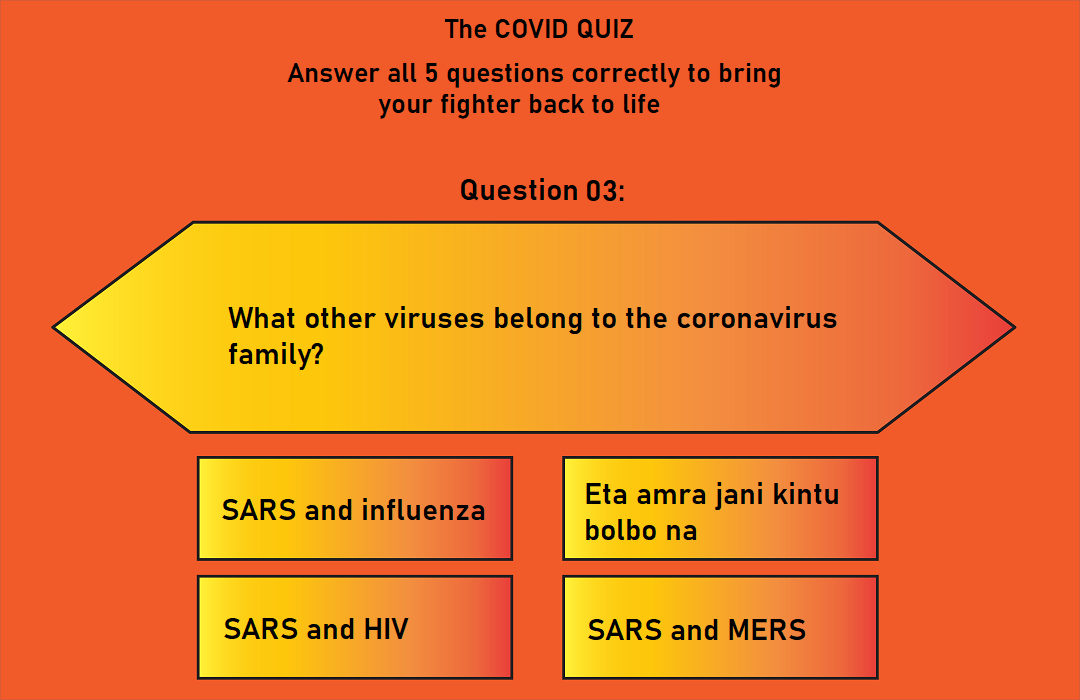 The COVID QUIZ
Answer all 5 questions correctly to bring
your fighter back to life
Question 03:
What other viruses belong to the coronavirus
family?
SARS and influenza
Eta amra jani kintu
bolbo na
SARS and HIV
SARS and MERS